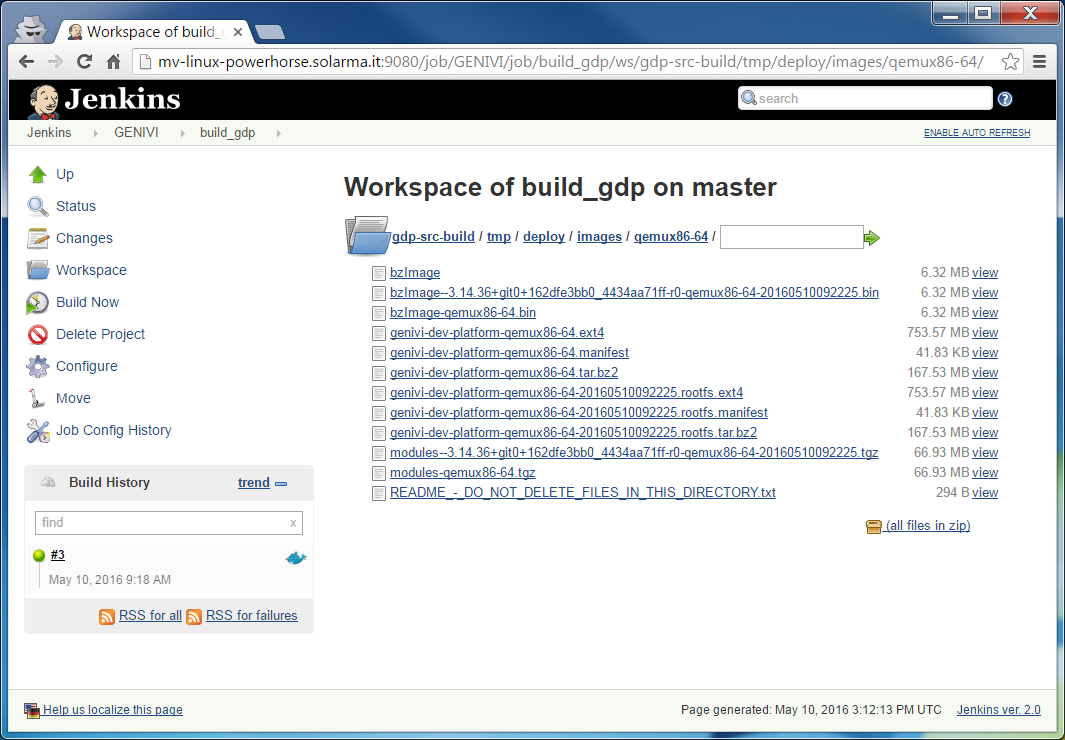 Workspace of build_
mv-linux-powerhorse.solarma.it:9080/job/GENIVI/job/build_gdp/ws/gdp-src-build/tmp/deploy/images/qemux86-64/
Jenkins
search
Jenkins GENIVI build_gdp
ENABLE AUTO REFRESH
Up
Status
Changes
Workspace
Build Now
Delete Project
Configure
Move
Job Config History
Build History trend
find x
#3
May 10, 2016 9:18 AM
RSS for all RSS for failures
Workspace of build_gdp on master
gdp-src-build / tmp / deploy / images / qemux86-64 /
bzImage 6.32 MB view
bzImage--3.14.36+git0+162dfe3bb0_4434aa71ff-r0-qemux86-64-20160510092225.bin 6.32 MB view
bzImage-qemux86-64.bin 6.32 MB view
genivi-dev-platform-qemux86-64.ext4 753.57 MB view
genivi-dev-platform-qemux86-64.manifest 41.83 KB view
genivi-dev-platform-qemux86-64.tar.bz2 167.53 MB view
genivi-dev-platform-qemux86-64-20160510092225.rootfs.ext4 753.57 MB view
genivi-dev-platform-qemux86-64-20160510092225.rootfs.manifest 41.83 KB view
genivi-dev-platform-qemux86-64-20160510092225.rootfs.tar.bz2 167.53 MB view
modules--3.14.36+git0+162dfe3bb0_4434aa71ff-r0-qemux86-64-20160510092225.tgz 66.93 MB view
modules-qemux86-64.tgz 66.93 MB view
README_-_DO_NOT_DELETE_FILES_IN_THIS_DIRECTORY.txt 294 B view
(all files in zip)
Help us localize this page
Page generated: May 10, 2016 3:12:13 PM UTC Jenkins ver. 2.0